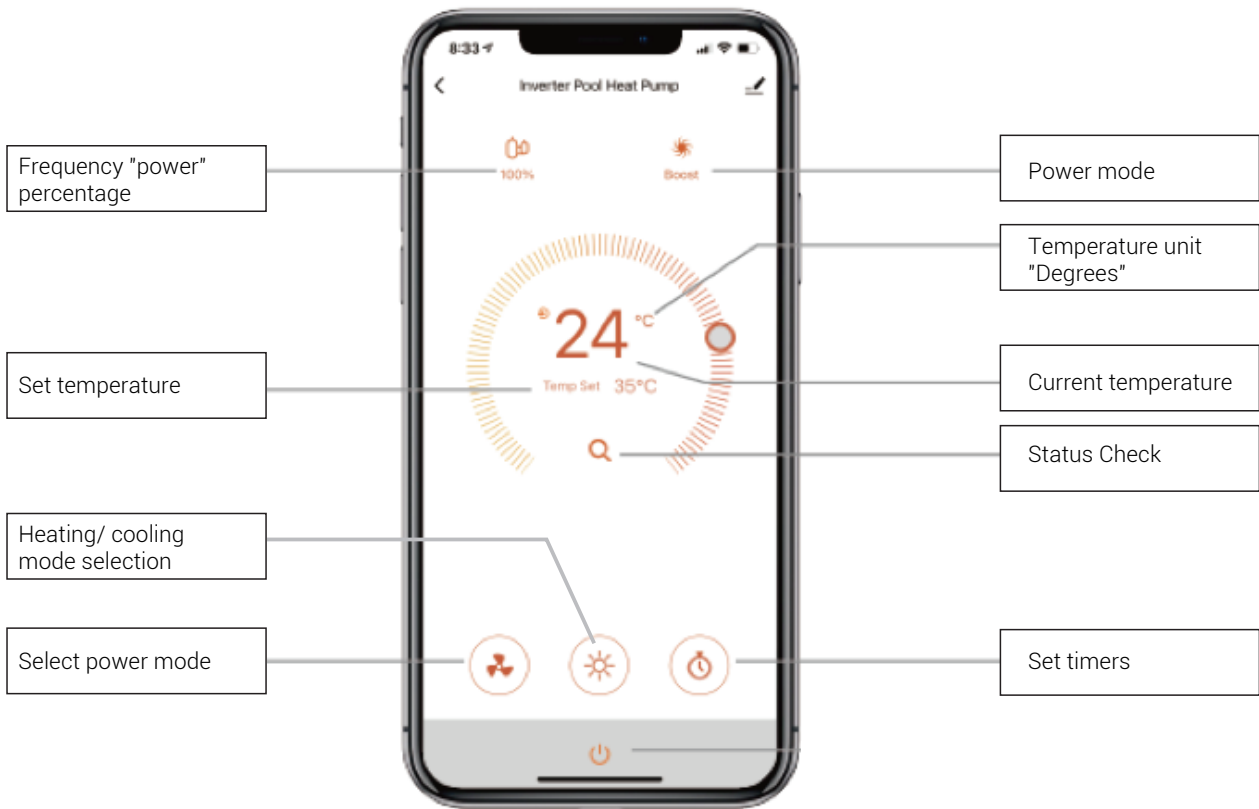 8:33
Inverter Pool Heat Pump
Frequency "power"
percentage
100%
Boost
Power mode
Temperature unit
"Degrees"
24 °C
Temp Set 35°C
Set temperature
Current temperature
Status Check
Heating/ cooling
mode selection
Select power mode
Set timers